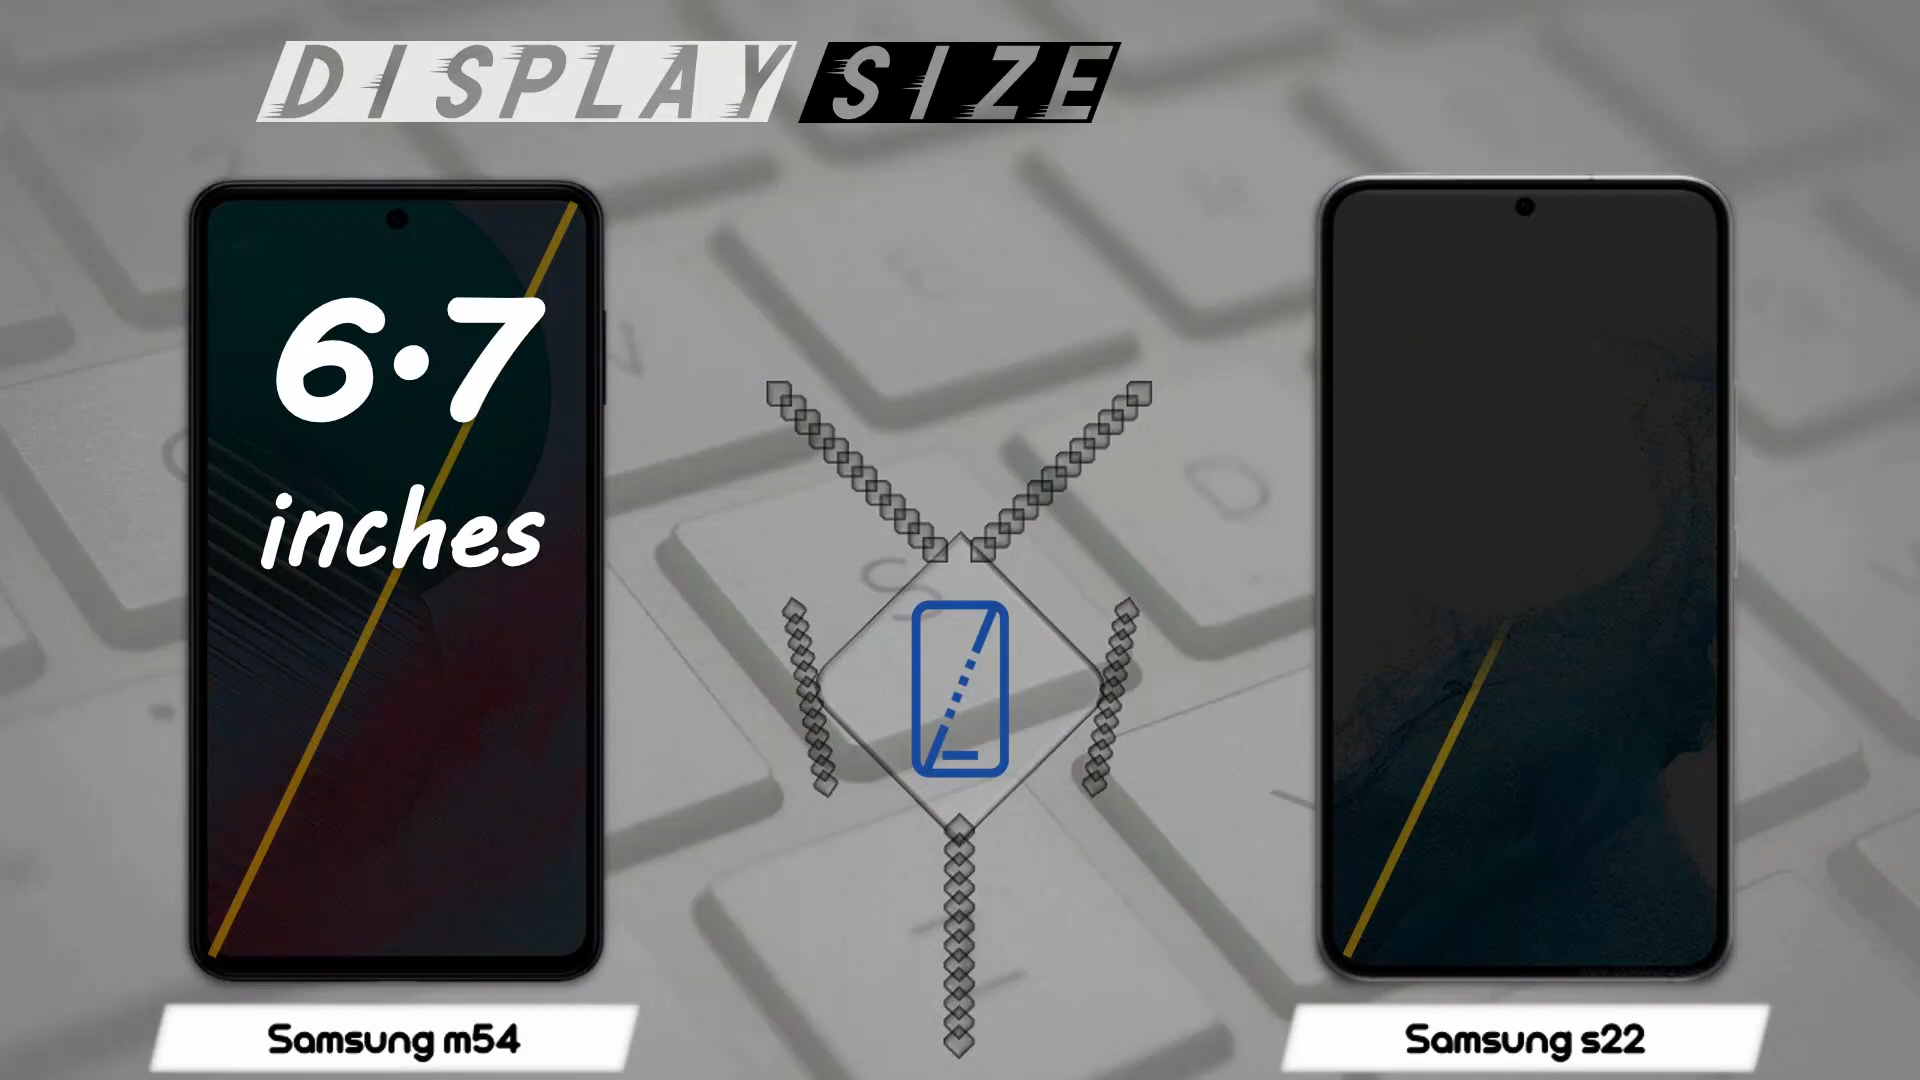 DISPLAY SIZE
6.7
inches
S
D
Samsung m54
Samsung s22